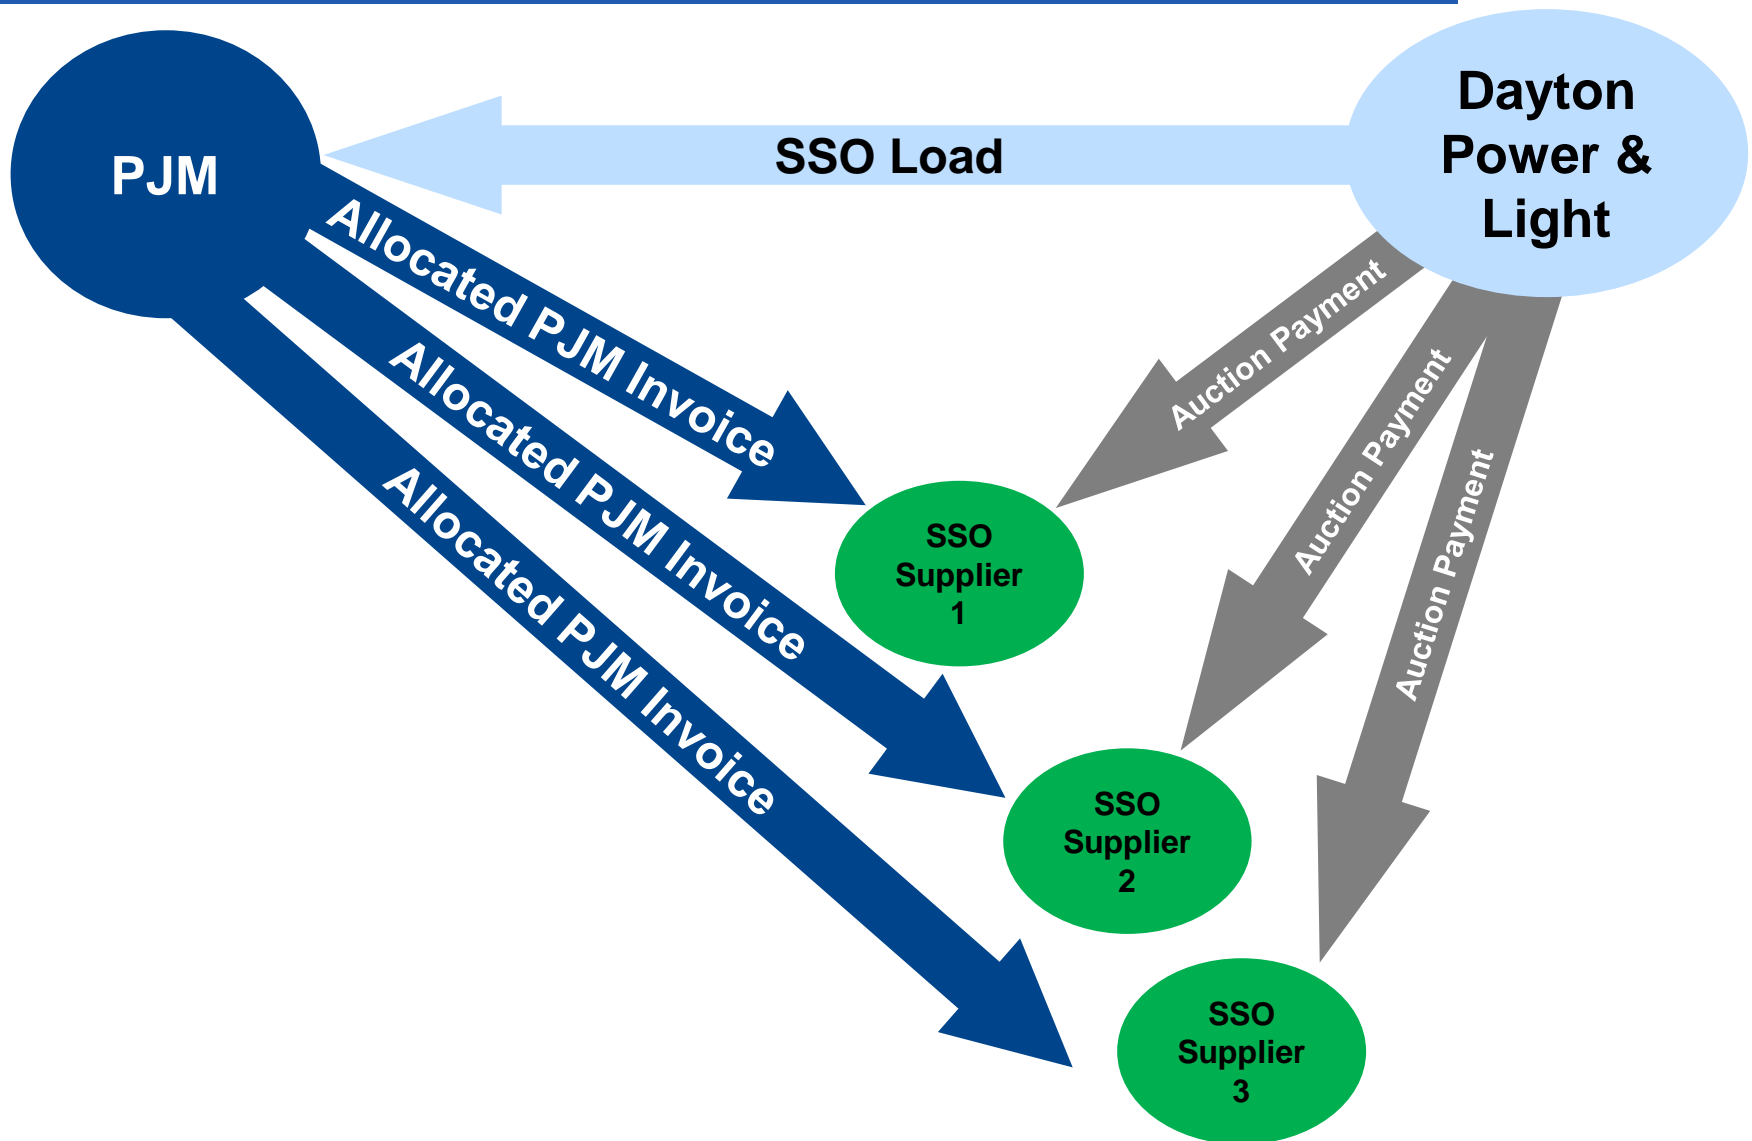 PJM
SSO Load
Dayton
Power &
Light
Allocated PJM Invoice
Allocated PJM Invoice
Allocated PJM Invoice
Auction Payment
Auction Payment
Auction Payment
SSO
Supplier
1
SSO
Supplier
2
SSO
Supplier
3